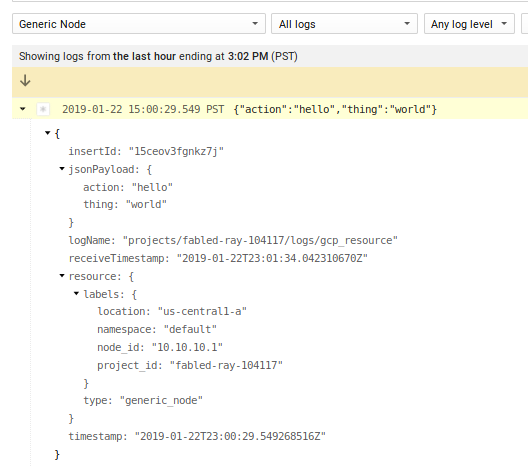 Generic Node All logs Any log level
Showing logs from the last hour ending at 3:02 PM (PST)
2019-01-22 15:00:29.549 PST {"action":"hello","thing":"world"}
{
insertId: "15ceov3fgnkz7j"
jsonPayload: {
action: "hello"
thing: "world"
}
logName: "projects/fabled-ray-104117/logs/gcp_resource"
receiveTimestamp: "2019-01-22T23:01:34.042310670Z"
resource: {
labels: {
location: "us-central1-a"
namespace: "default"
node_id: "10.10.10.1"
project_id: "fabled-ray-104117"
}
type: "generic_node"
}
timestamp: "2019-01-22T23:00:29.549268516Z"
}